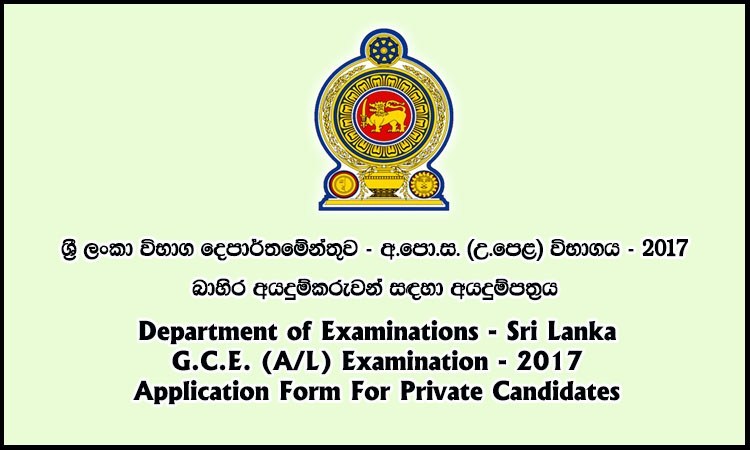 ශ්‍රී ලංකා විභාග දෙපාර්තමේන්තුව - අ.පො.ස. (උ.පෙළ) විභාගය - 2017
බාහිර අයදුම්කරුවන් සඳහා අයදුම්පත්‍රය
Department of Examinations - Sri Lanka
G.C.E. (A/L) Examination - 2017
Application Form For Private Candidates